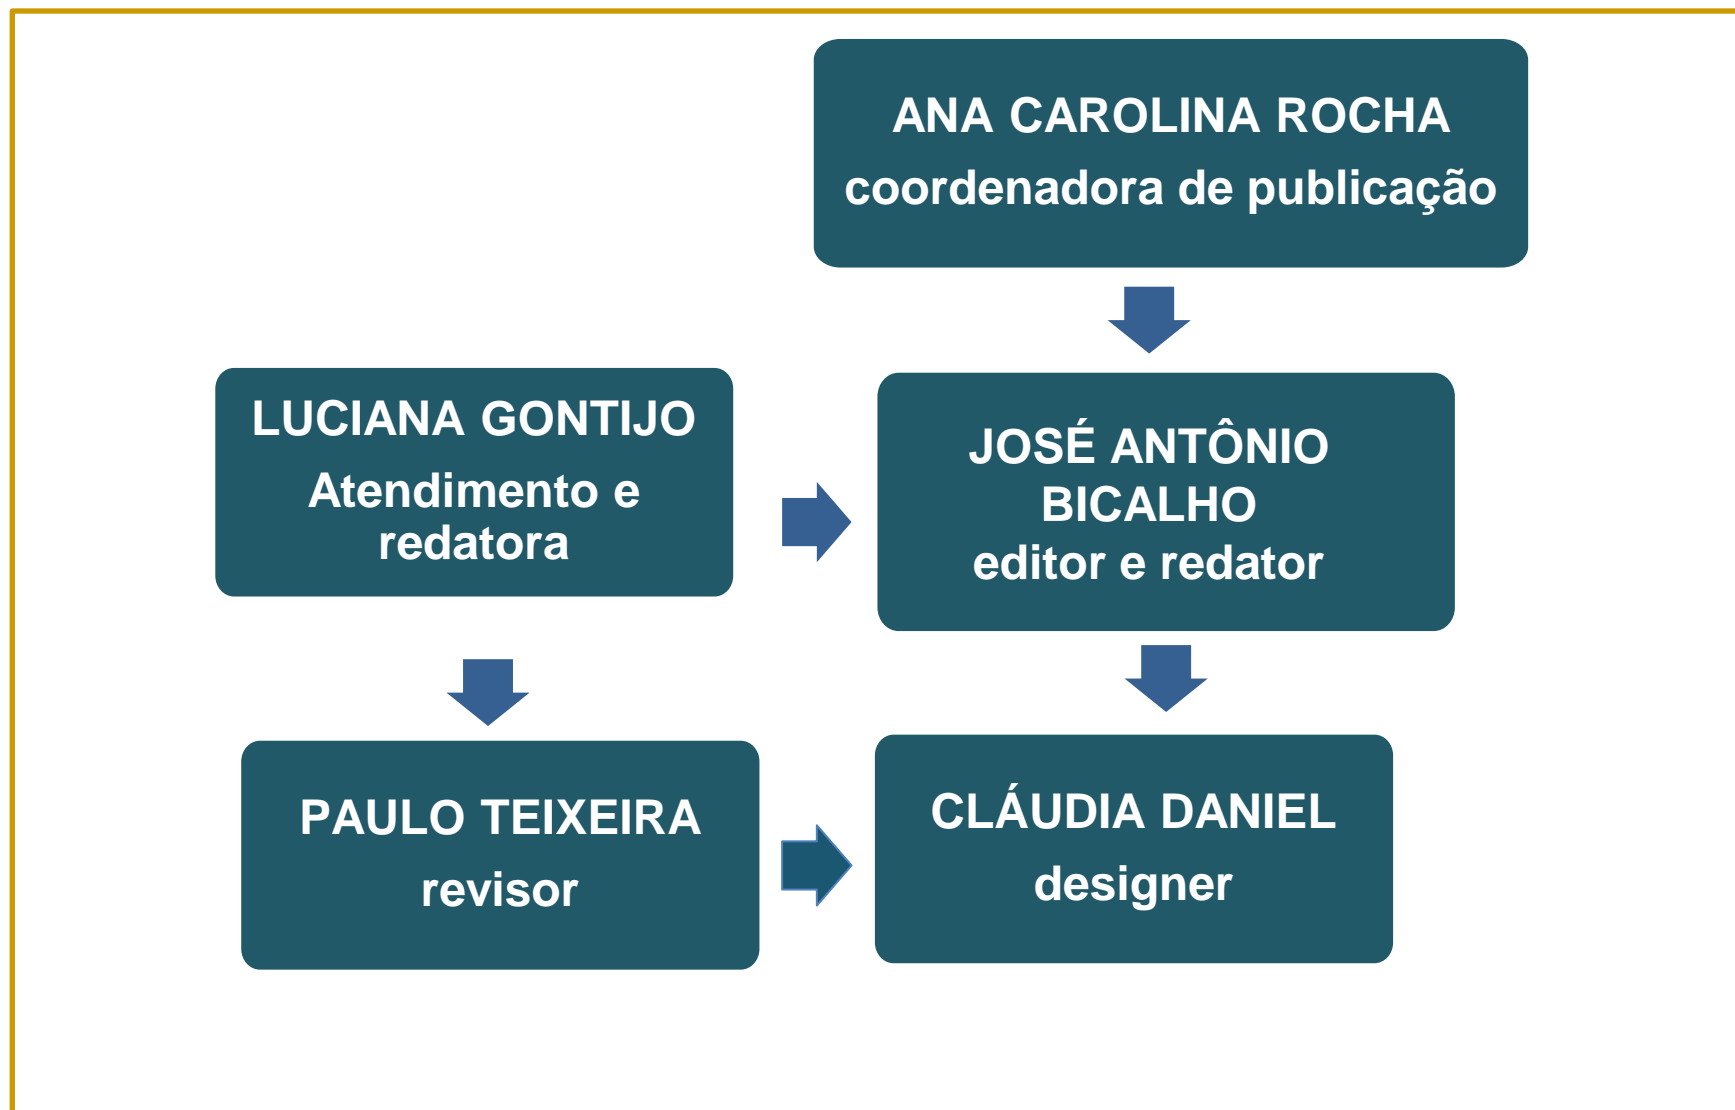 ANA CAROLINA ROCHA
coordenadora de publicação
LUCIANA GONTIJO
Atendimento e
redatora
JOSÉ ANTÔNIO
BICALHO
editor e redator
PAULO TEIXEIRA
revisor
CLÁUDIA DANIEL
designer